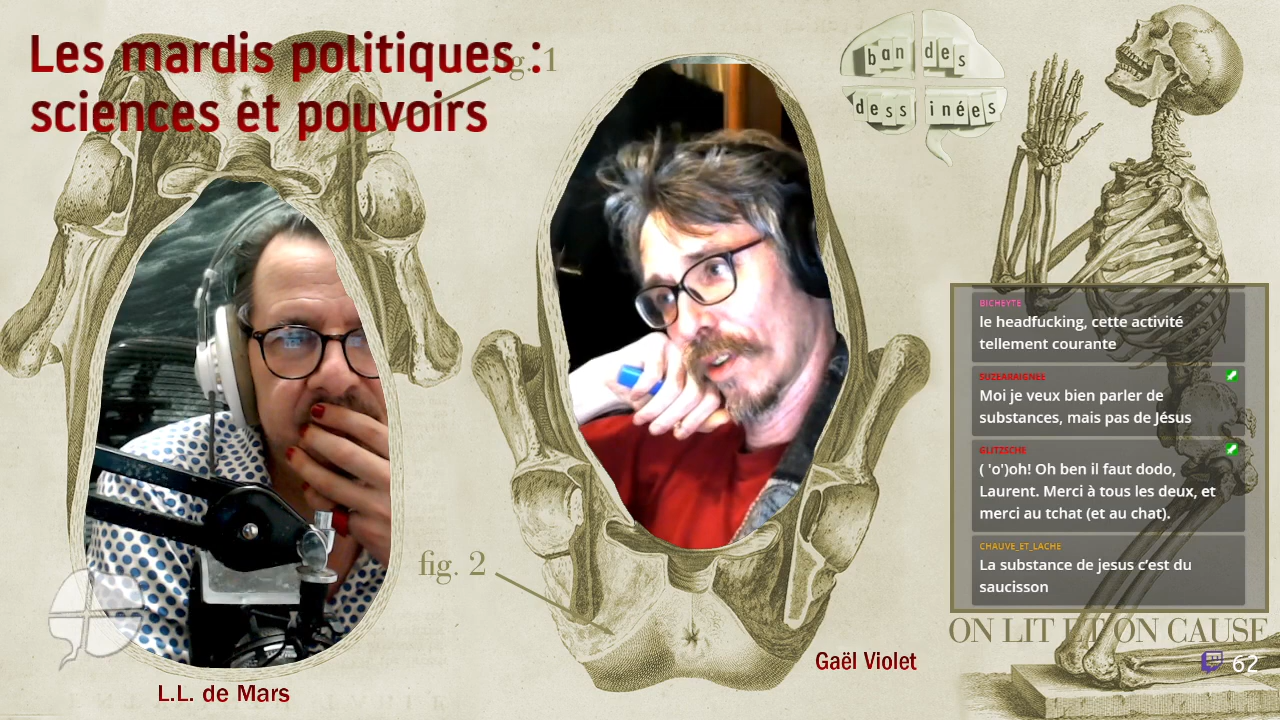 Les mardis politiques :
sciences et pouvoirs
fig. 1
ban des
dess inées
BICHEYTE
le headfucking, cette activité
tellement courante
SUZEARAIGNEE
Moi je veux bien parler de
substances, mais pas de Jésus
GLITZSCHE
( 'o')oh! Oh ben il faut dodo,
Laurent. Merci à tous les deux, et
merci au tchat (et au chat).
CHAUVE_ET_LACHE
La substance de jesus c'est du
saucisson
fig. 2
ON LIT ET ON CAUSE
62
Gaël Violet
L.L. de Mars